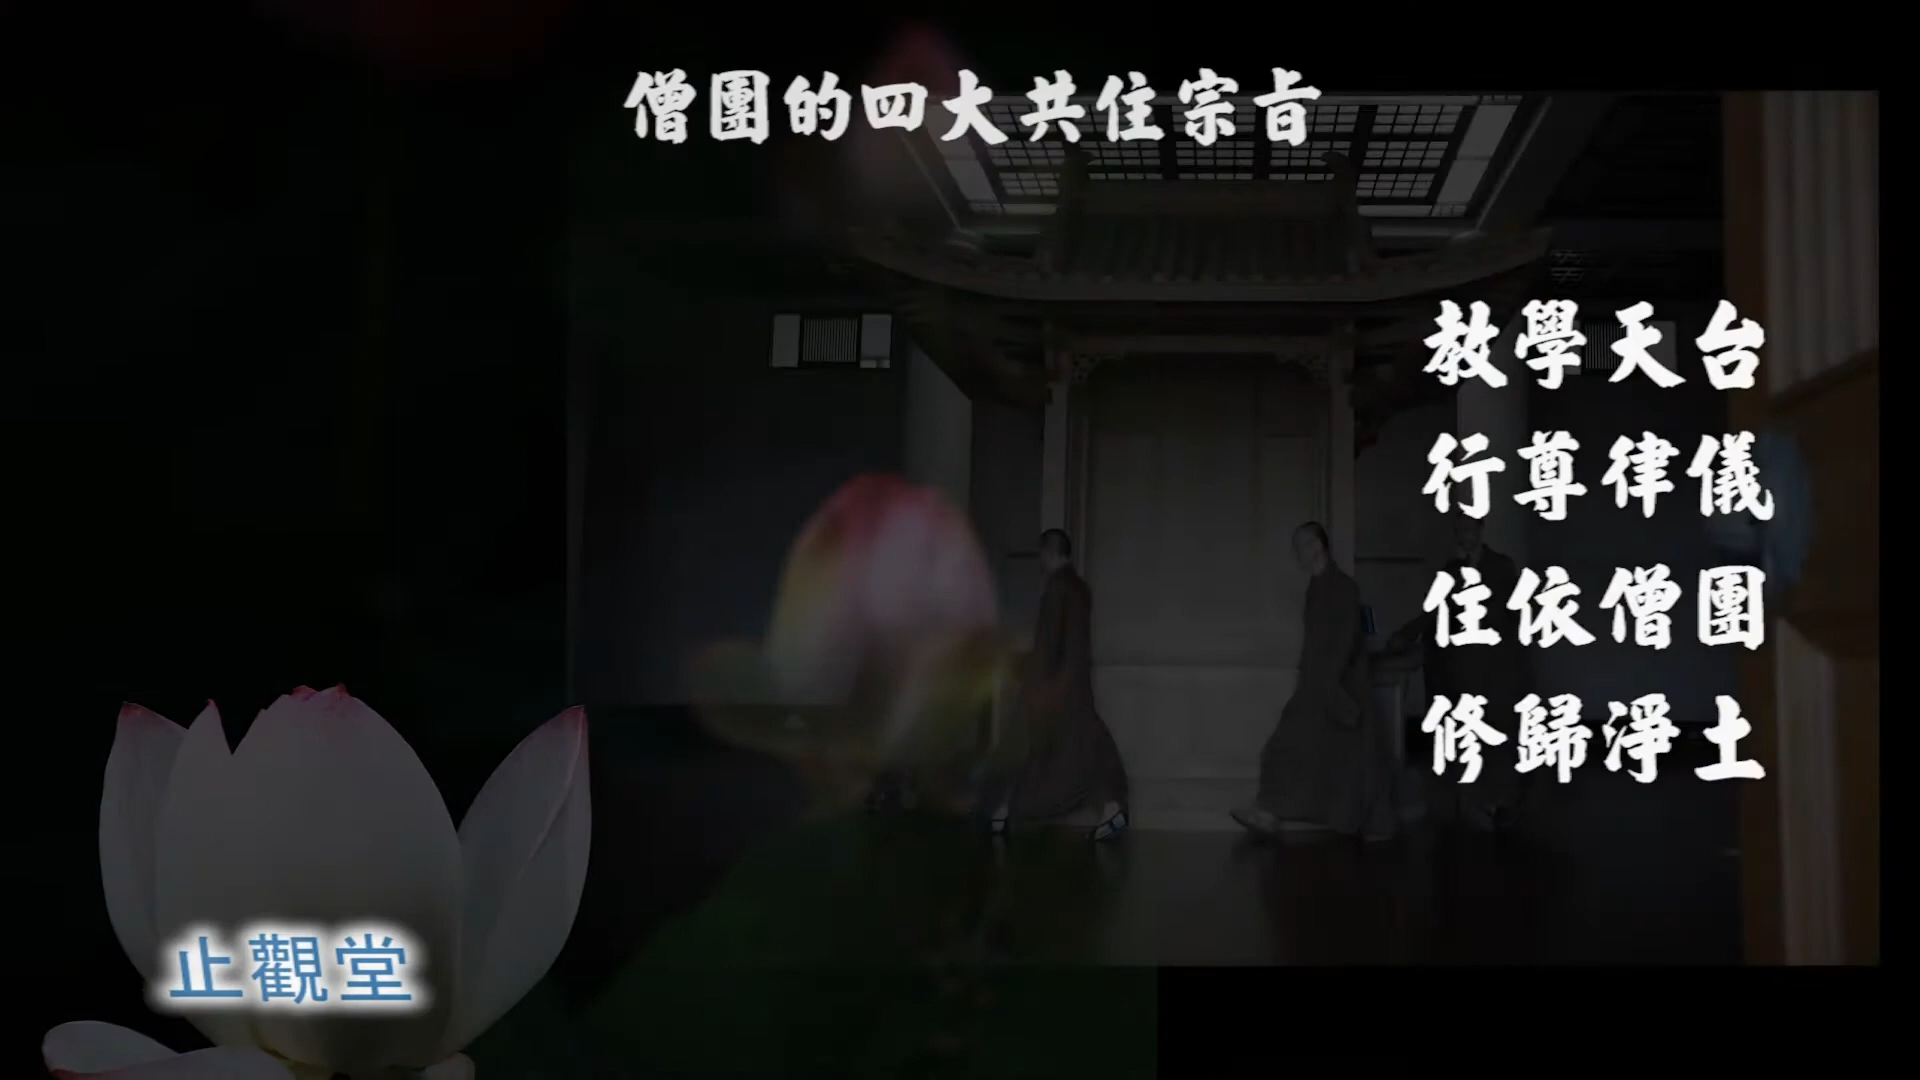 僧團的四大共住宗旨
教學天台
行尊律儀
住依僧團
修歸淨土
止觀堂